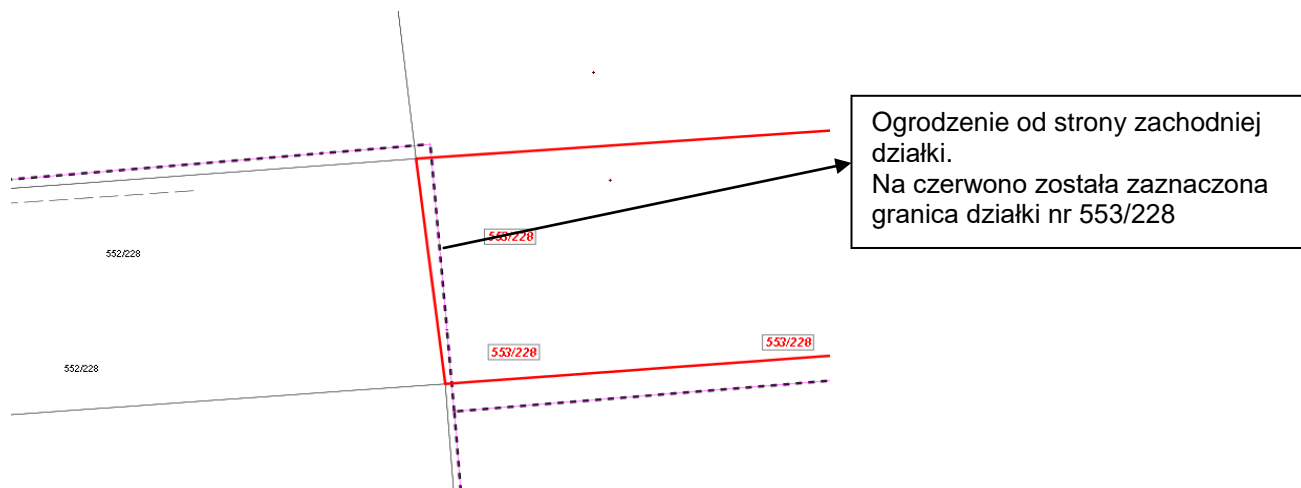 Ogrodzenie od strony zachodniej
działki.
Na czerwono została zaznaczona
granica działki nr 553/228
553/228
552/228
553/228
553/228
552/228